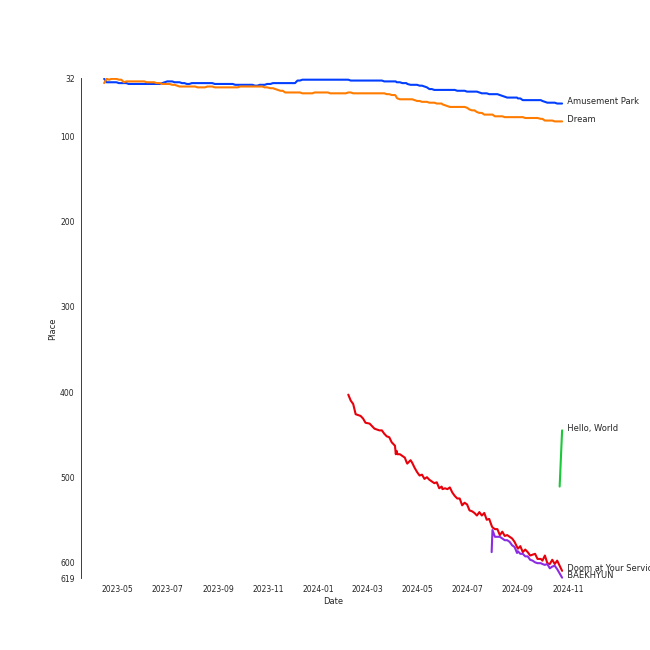 32
100
200
300
400
500
600
619
Place
Amusement Park
Dream
Hello, World
Doom at Your Servic
BAEKHYUN
2023-05
2023-07
2023-09
2023-11
2024-01
2024-03
2024-05
2024-07
2024-09
2024-11
Date